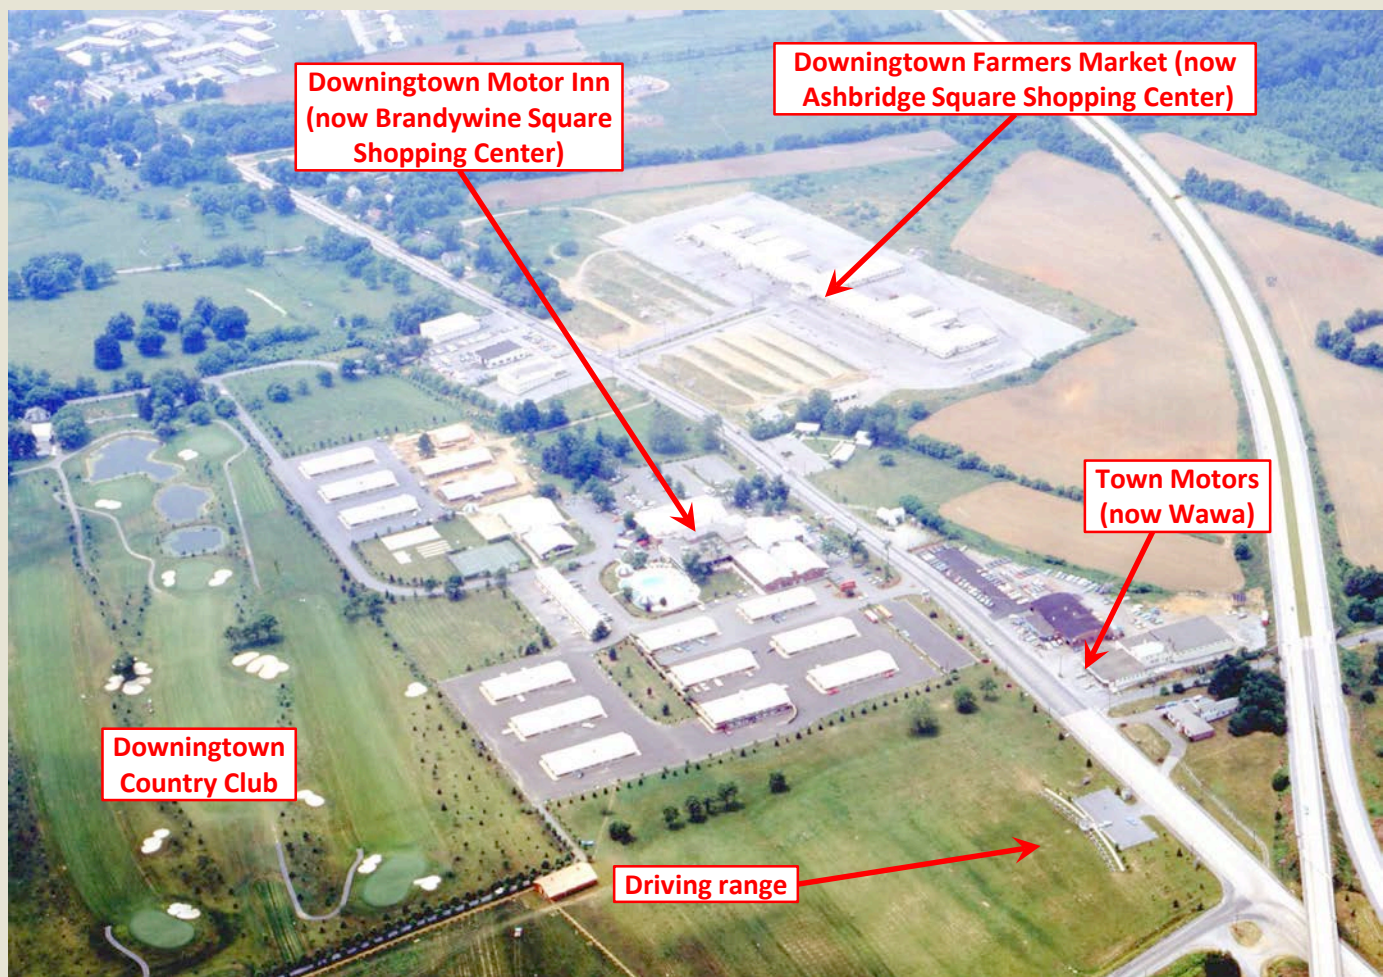 Downingtown Motor Inn
(now Brandywine Square
Shopping Center)
Downingtown Farmers Market (now
Ashbridge Square Shopping Center)
Town Motors
(now Wawa)
Downingtown
Country Club
Driving range